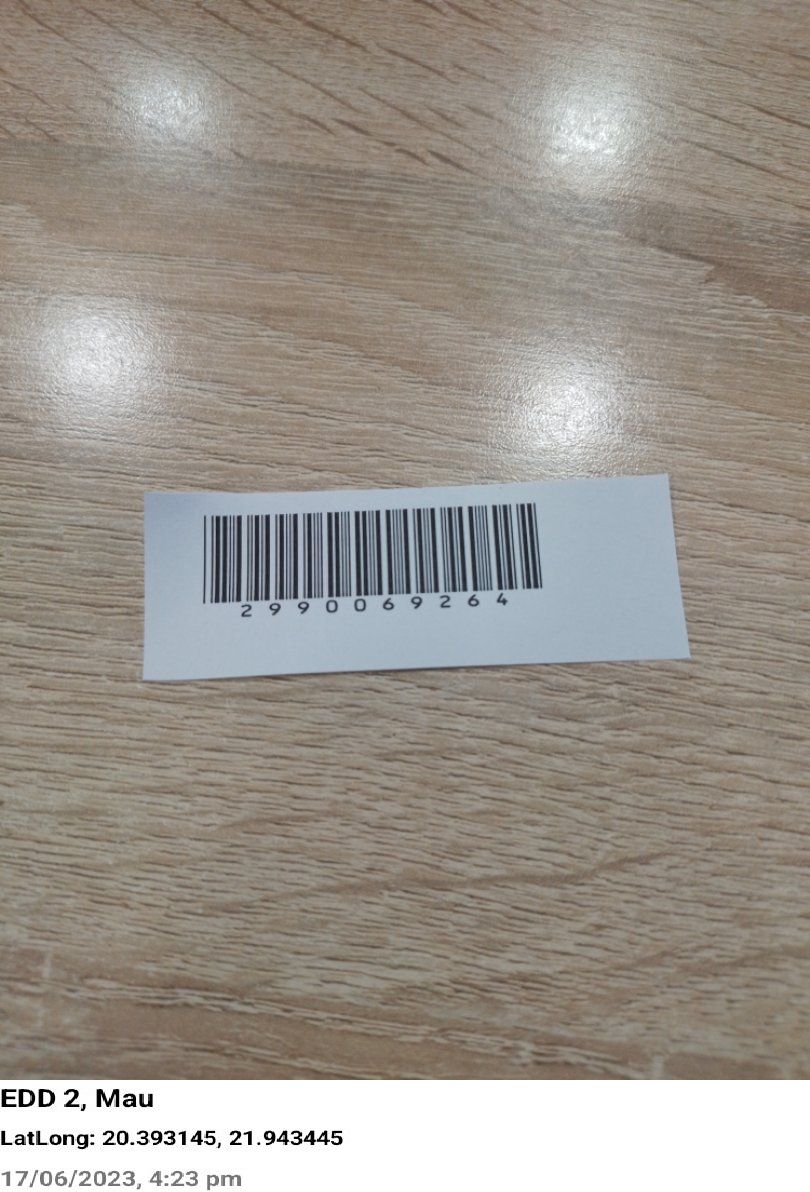 2990069264
EDD 2, Mau
LatLong: 20.393145, 21.943445
17/06/2023, 4:23 pm